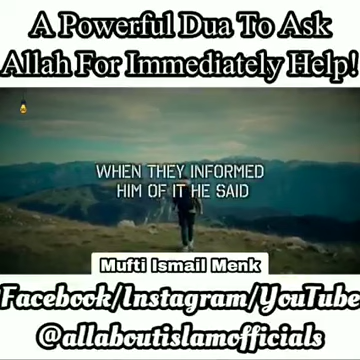 A Powerful Dua To Ask
Allah For Immediately Help!
WHEN THEY INFORMED
HIM OF IT HE SAID
Mufti Ismail Menk
Facebook/Instagram/YouTube
@allaboutislamofficials